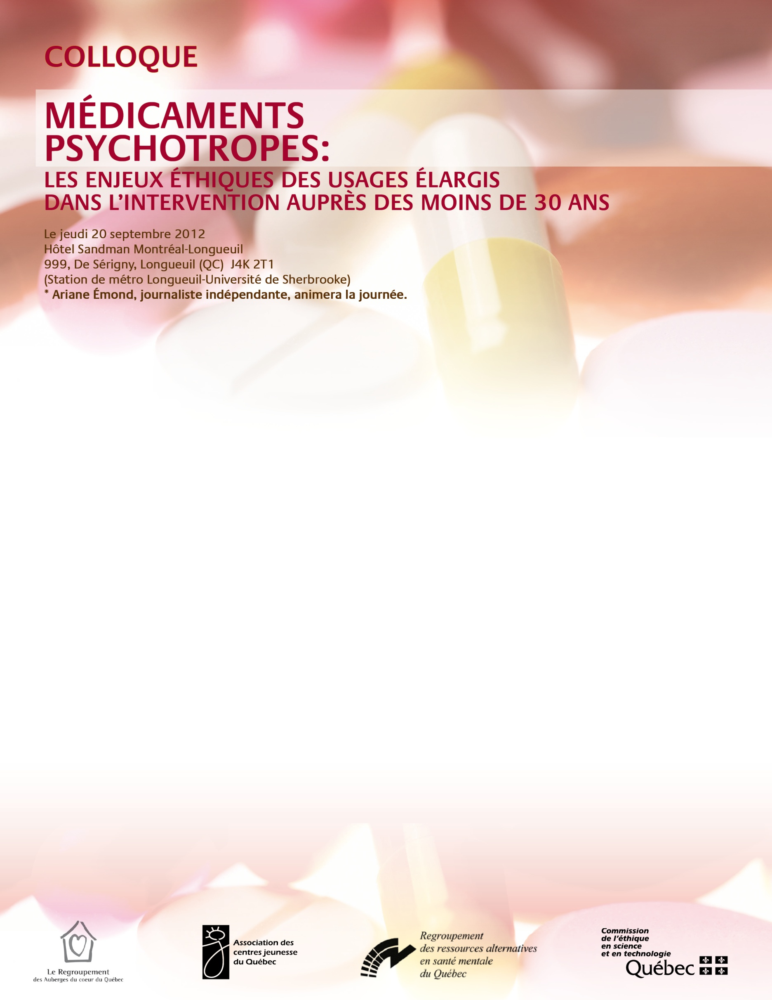 COLLOQUE
MÉDICAMENTS
PSYCHOTROPES:
LES ENJEUX ÉTHIQUES DES USAGES ÉLARGIS
DANS L'INTERVENTION AUPRÈS DES MOINS DE 30 ANS
Le jeudi 20 septembre 2012
Hôtel Sandman Montréal-Longueuil
999, De Sérigny, Longueuil (QC)  J4K 2T1
(Station de métro Longueuil-Université de Sherbrooke)
* Ariane Émond, journaliste indépendante, animera la journée.
Le Regroupement
des Auberges du coeur du Québec
Association des
centres jeunesse
du Québec
Regroupement
des ressources alternatives
en santé mentale
du Québec
Commission
de l'éthique
en science
et en technologie
Québec